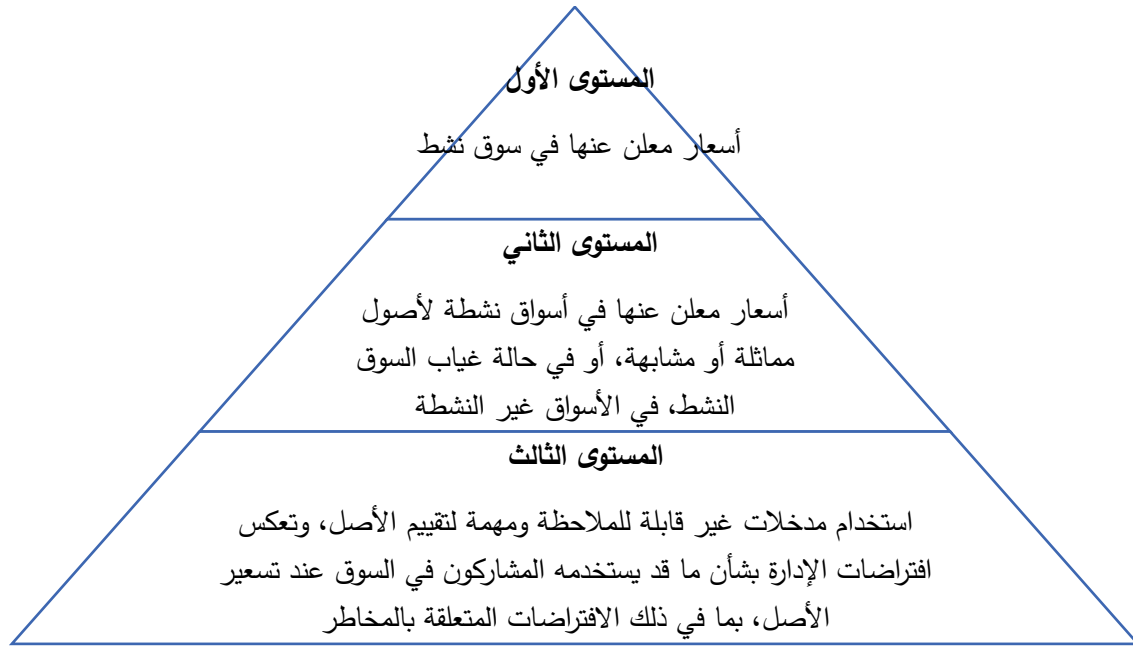 المستوى الأول
أسعار معلن عنها في سوق نشط
المستوى الثاني
أسعار معلن عنها في أسواق نشطة لأصول
مماثلة أو مشابهة، أو في حالة غياب السوق
النشط، في الأسواق غير النشطة
المستوى الثالث
استخدام مدخلات غير قابلة للملاحظة ومهمة لتقييم الأصل، وتعكس
افتراضات الإدارة بشأن ما قد يستخدمه المشاركون في السوق عند تسعير
الأصل، بما في ذلك الافتراضات المتعلقة بالمخاطر